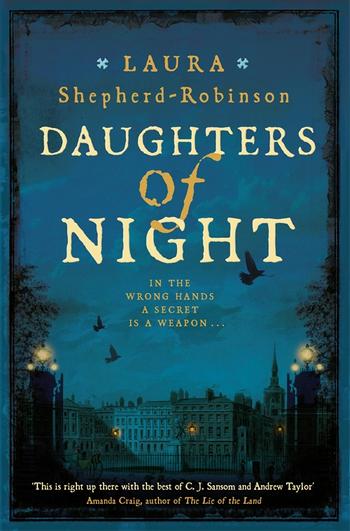 LAURA
Shepherd-Robinson
DAUGHTERS
of
NIGHT
IN THE
WRONG HANDS
A SECRET
IS A WEAPON...
'This is right up there with the best of C. J. Sansom and Andrew Taylor'
Amanda Craig, author of The Lie of the Land